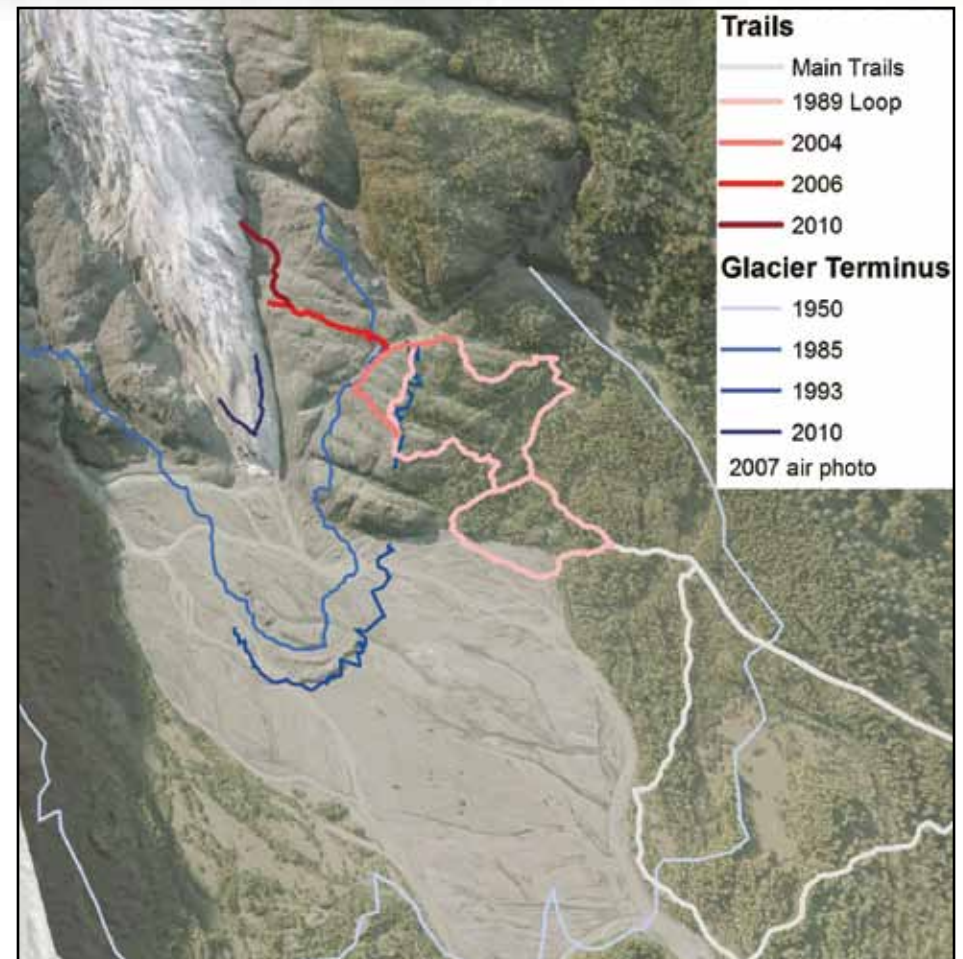 Trails
Main Trails
1989 Loop
2004
2006
2010
Glacier Terminus
1950
1985
1993
2010
2007 air photo